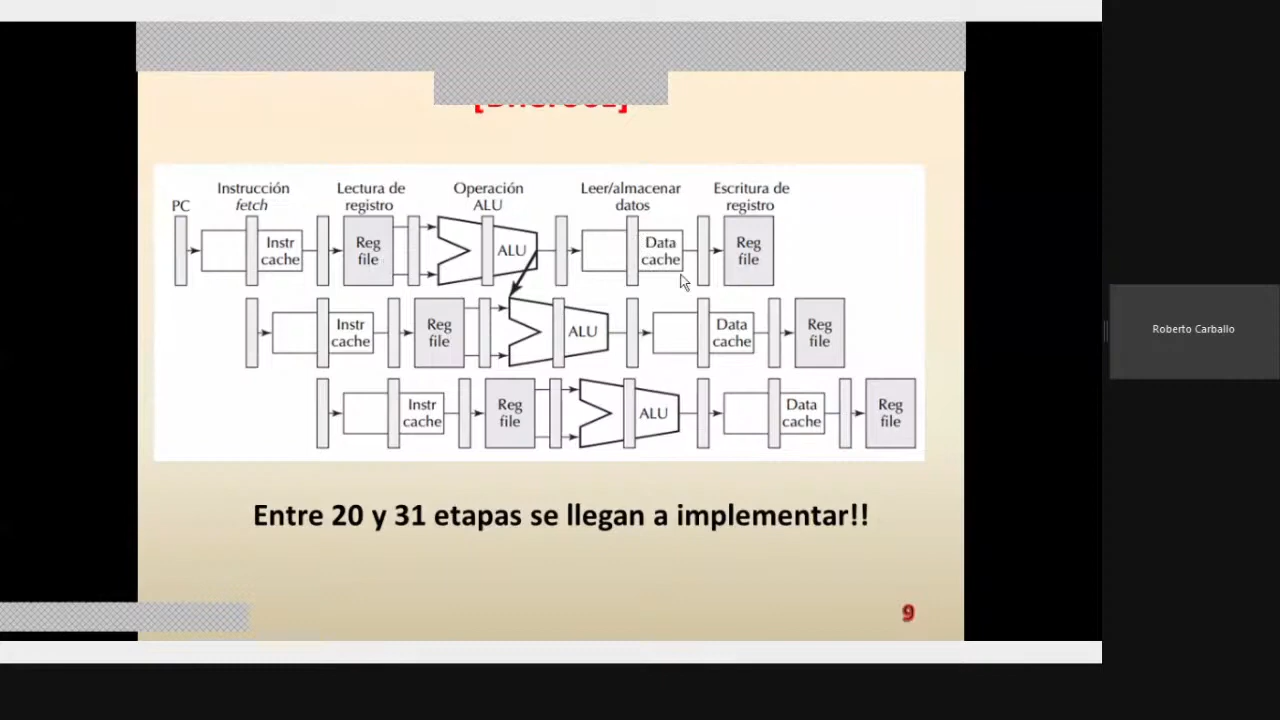 Instrucción Lectura de Operación Leer/almacenar Escritura de
PC fetch registro ALU datos registro
Instr cache Reg file ALU Data cache Reg file
Instr cache Reg file ALU Data cache Reg file
Instr cache Reg file ALU Data cache Reg file
Roberto Carballo
Entre 20 y 31 etapas se llegan a implementar!!
9